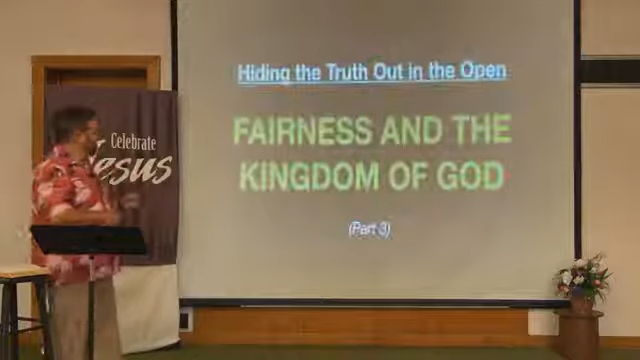 Hiding the Truth Out in the Open
FAIRNESS AND THE
KINGDOM OF GOD
(Part 3)
Celebrate
Jesus